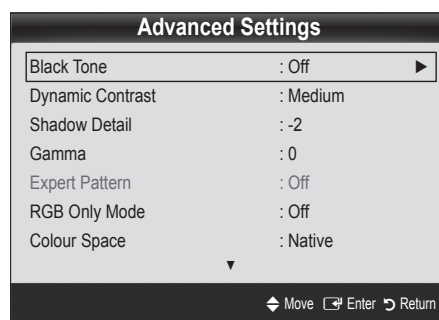 Advanced Settings
Black Tone : Off ►
Dynamic Contrast : Medium
Shadow Detail : -2
Gamma : 0
Expert Pattern : Off
RGB Only Mode : Off
Colour Space : Native
▼
Move Enter Return